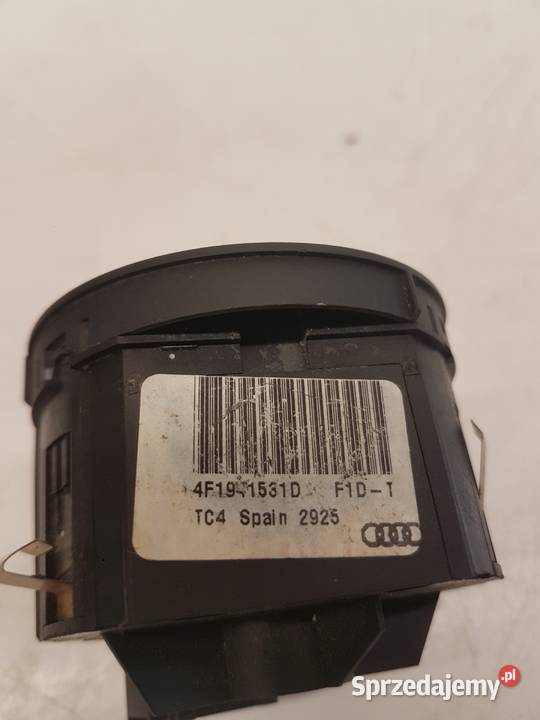 4F1941531D F1D-T
TC4 Spain 2925
Sprzedajemy.pl